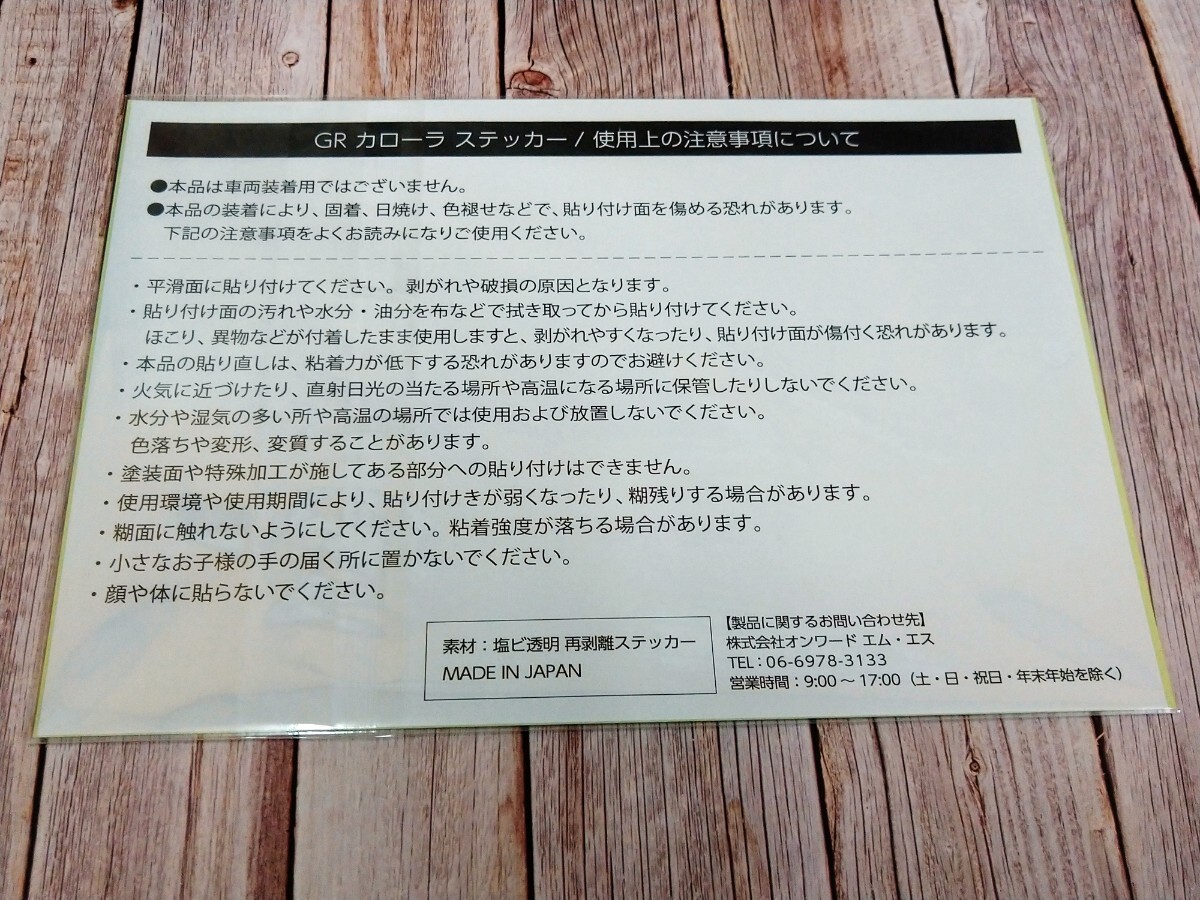 GR カローラ ステッカー / 使用上の注意事項について
●本品は車両装着用ではございません。
●本品の装着により、固着、日焼け、色褪せなどで、貼り付け面を傷める恐れがあります。
下記の注意事項をよくお読みになりご使用ください。
・平滑面に貼り付けてください。剥がれや破損の原因となります。
・貼り付け面の汚れや水分・油分を布などで拭き取ってから貼り付けてください。
ほこり、異物などが付着したまま使用しますと、剥がれやすくなったり、貼り付け面が傷付く恐れがあります。
・本品の貼り直しは、粘着力が低下する恐れがありますのでお避けください。
・火気に近づけたり、直射日光の当たる場所や高温になる場所に保管したりしないでください。
・水分や湿気の多い所や高温の場所では使用および放置しないでください。
色落ちや変形、変質することがあります。
・塗装面や特殊加工が施してある部分への貼り付けはできません。
・使用環境や使用期間により、貼り付けきが弱くなったり、糊残りする場合があります。
・糊面に触れないようにしてください。粘着強度が落ちる場合があります。
・小さなお子様の手の届く所に置かないでください。
・顔や体に貼らないでください。
素材：塩ビ透明 再剥離ステッカー
MADE IN JAPAN
【製品に関するお問い合わせ先】
株式会社オンワード エム・エス
TEL：06-6978-3133
営業時間：9:00～17:00（土・日・祝日・年末年始を除く）